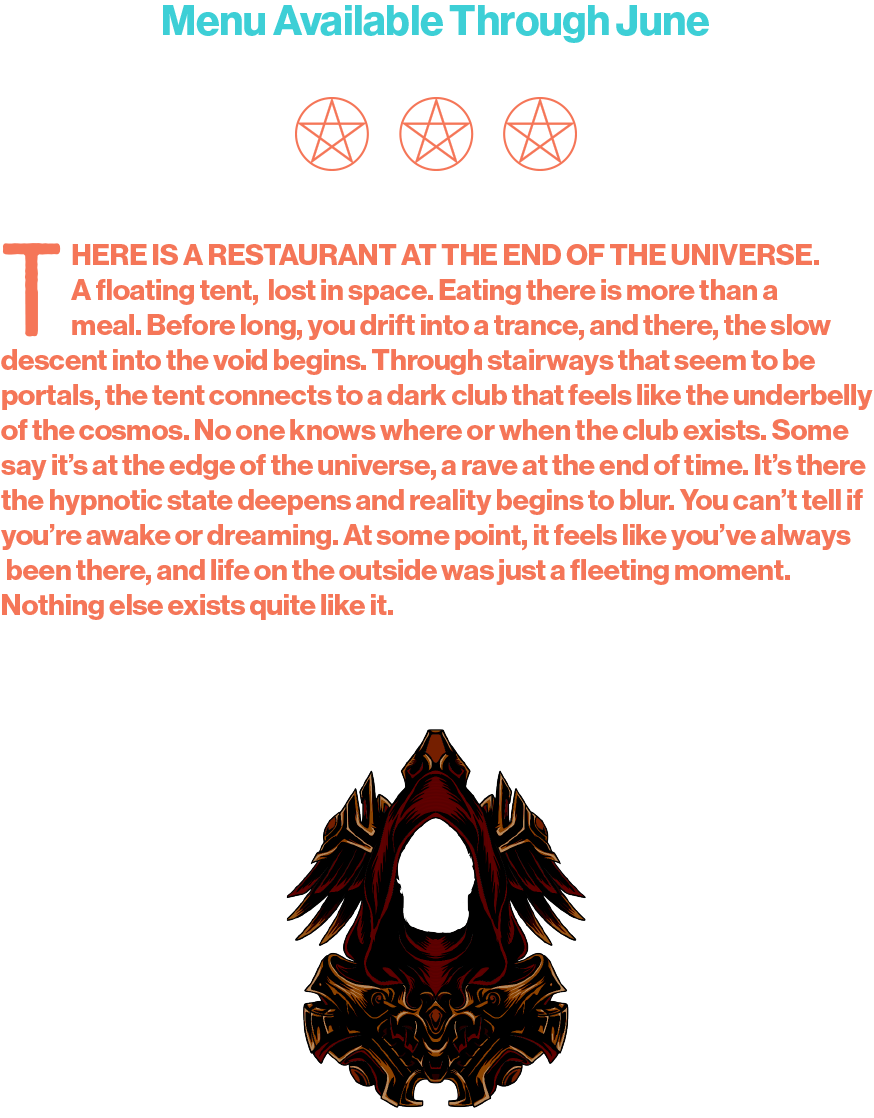 Menu Available Through June
THERE IS A RESTAURANT AT THE END OF THE UNIVERSE.
A floating tent,  lost in space. Eating there is more than a
meal. Before long, you drift into a trance, and there, the slow
descent into the void begins. Through stairways that seem to be
portals, the tent connects to a dark club that feels like the underbelly
of the cosmos. No one knows where or when the club exists. Some
say it’s at the edge of the universe, a rave at the end of time. It’s there
the hypnotic state deepens and reality begins to blur. You can’t tell if
you’re awake or dreaming. At some point, it feels like you’ve always
been there, and life on the outside was just a fleeting moment.
Nothing else exists quite like it.